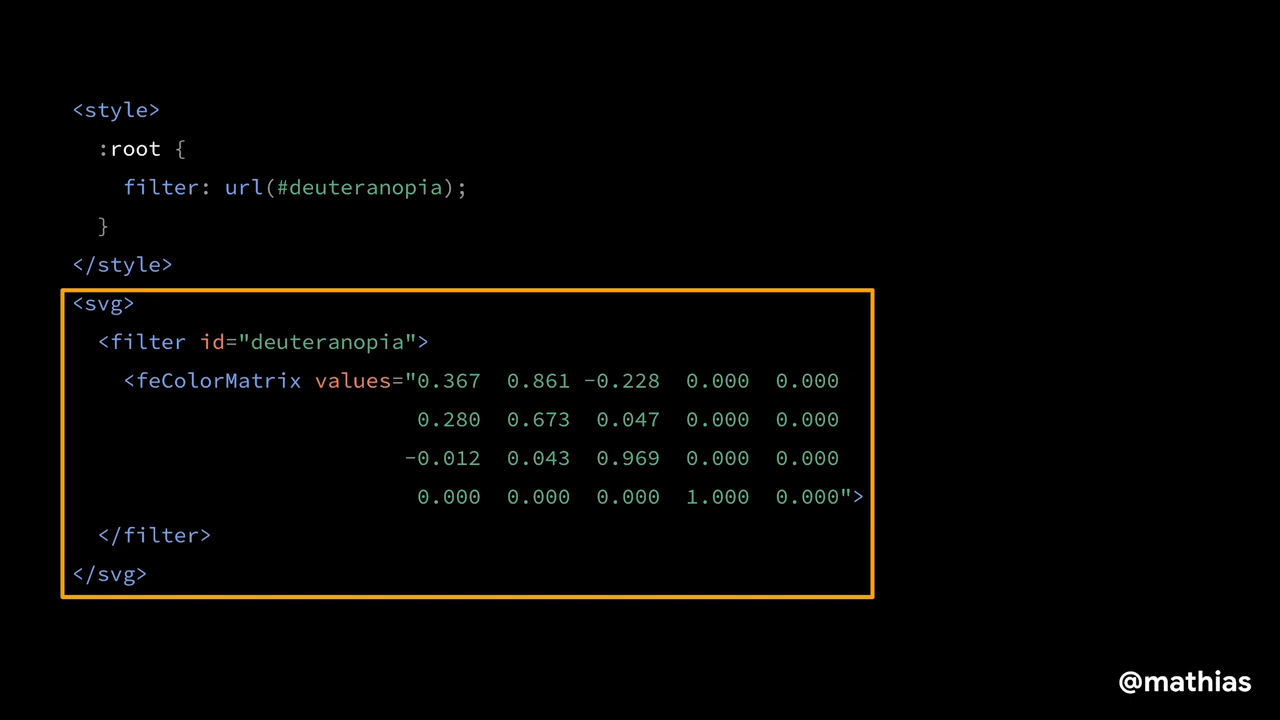 <style>
  :root {
    filter: url(#deuteranopia);
  }
</style>
<svg>
  <filter id="deuteranopia">
    <feColorMatrix values="0.367  0.861 -0.228  0.000  0.000
                           0.280  0.673  0.047  0.000  0.000
                          -0.012  0.043  0.969  0.000  0.000
                           0.000  0.000  0.000  1.000  0.000">
  </filter>
</svg>
@mathias